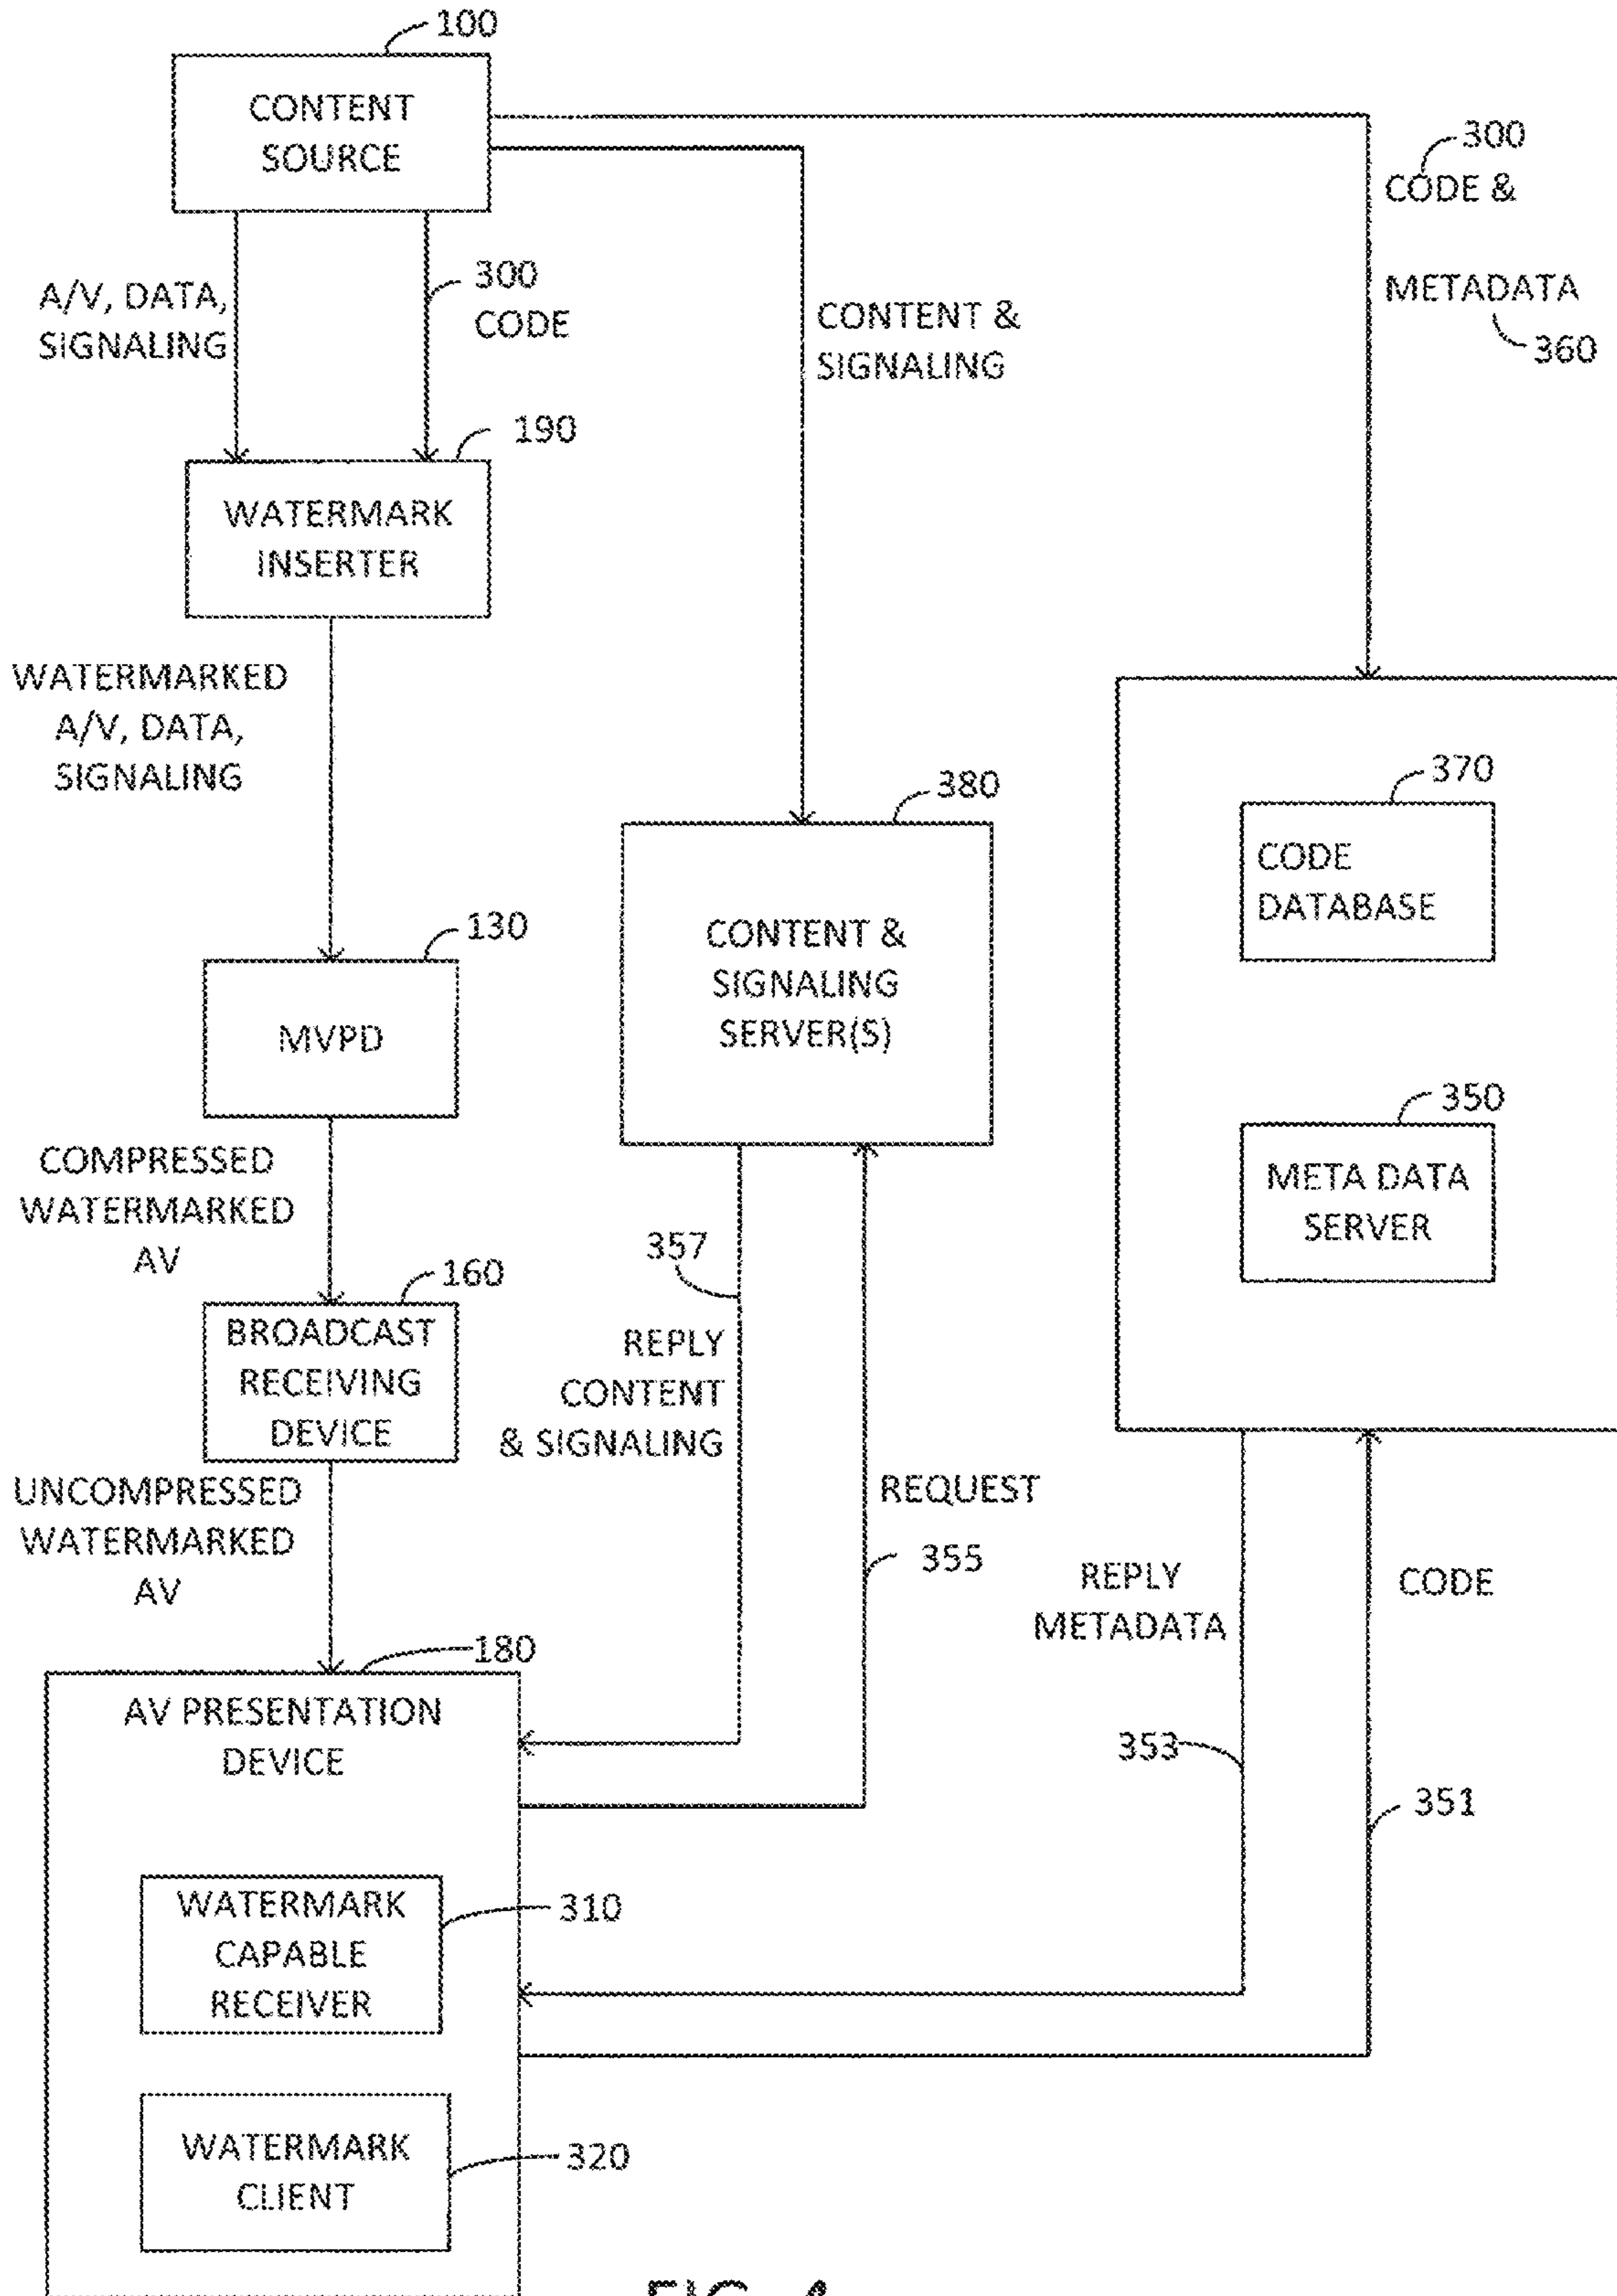 100
CONTENT
SOURCE
300
CODE &
METADATA
360
A/V, DATA,
SIGNALING
300
CODE
CONTENT &
SIGNALING
190
WATERMARK
INSERTER
WATERMARKED
A/V, DATA,
SIGNALING
370
CODE
DATABASE
380
CONTENT &
SIGNALING
SERVER(S)
130
MVPD
350
META DATA
SERVER
COMPRESSED
WATERMARKED
AV
357
REPLY
CONTENT
& SIGNALING
160
BROADCAST
RECEIVING
DEVICE
REQUEST
355
UNCOMPRESSED
WATERMARKED
AV
REPLY
METADATA
CODE
353
351
180
AV PRESENTATION
DEVICE
WATERMARK
CAPABLE
RECEIVER
310
WATERMARK
CLIENT
320
FIG. 4